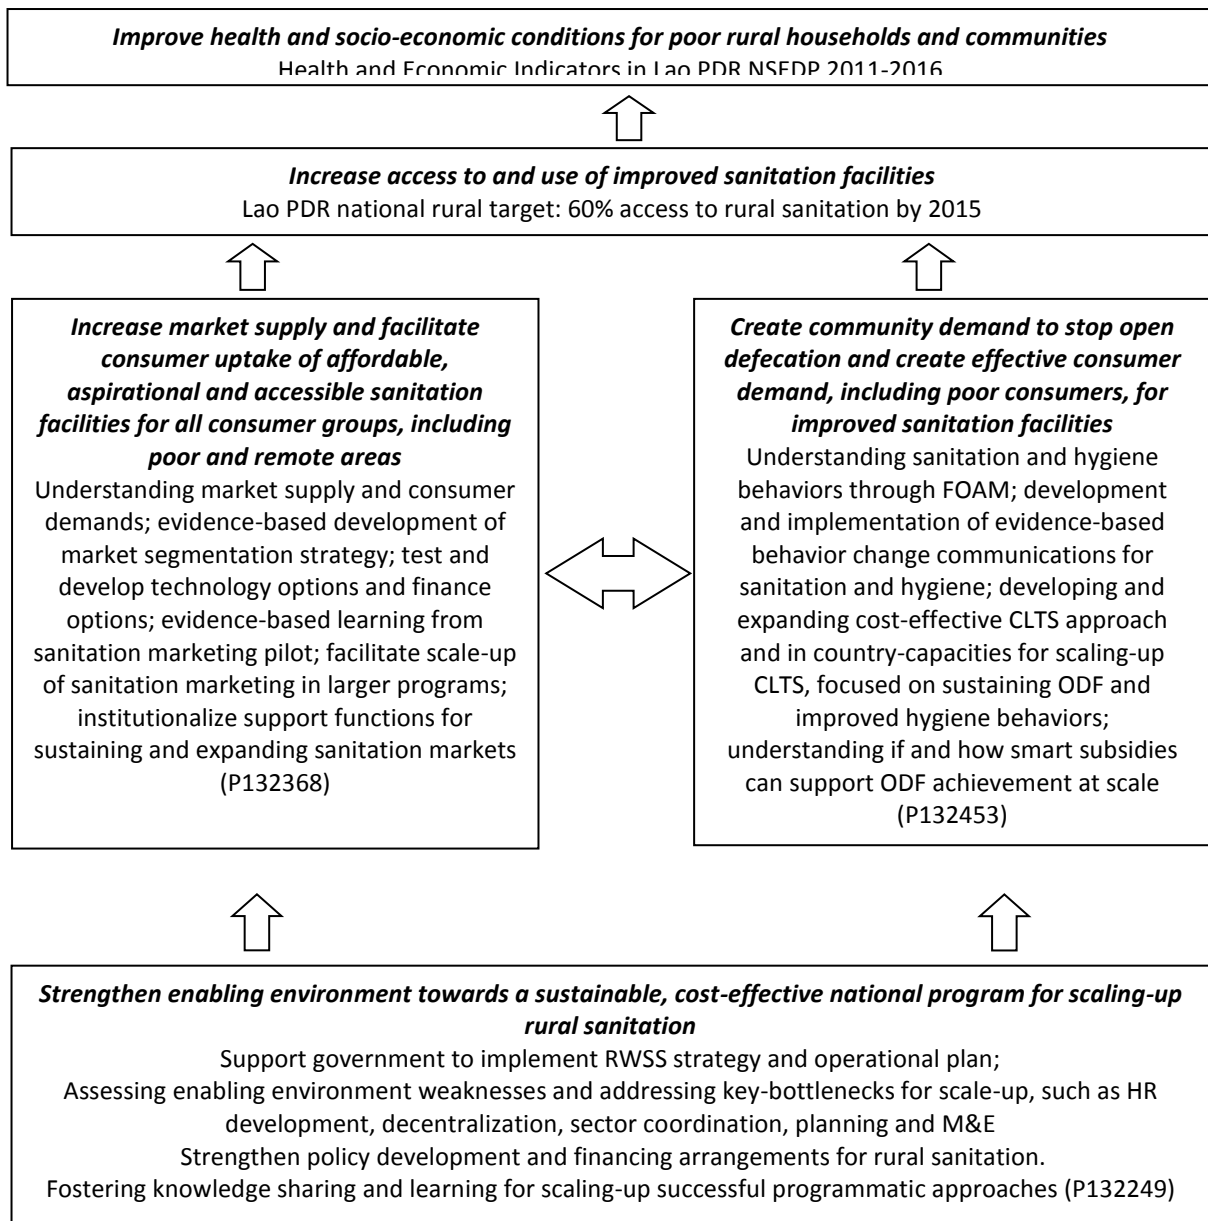 Improve health and socio-economic conditions for poor rural households and communities
Health and Economic Indicators in Lao PDR NSEDP 2011-2016
Increase access to and use of improved sanitation facilities
Lao PDR national rural target: 60% access to rural sanitation by 2015
Increase market supply and facilitate
consumer uptake of affordable,
aspirational and accessible sanitation
facilities for all consumer groups, including
poor and remote areas
Understanding market supply and consumer
demands; evidence-based development of
market segmentation strategy; test and
develop technology options and finance
options; evidence-based learning from
sanitation marketing pilot; facilitate scale-up
of sanitation marketing in larger programs;
institutionalize support functions for
sustaining and expanding sanitation markets
(P132368)
Create community demand to stop open
defecation and create effective consumer
demand, including poor consumers, for
improved sanitation facilities
Understanding sanitation and hygiene
behaviors through FOAM; development
and implementation of evidence-based
behavior change communications for
sanitation and hygiene; developing and
expanding cost-effective CLTS approach
and in country-capacities for scaling-up
CLTS, focused on sustaining ODF and
improved hygiene behaviors;
understanding if and how smart subsidies
can support ODF achievement at scale
(P132453)
Strengthen enabling environment towards a sustainable, cost-effective national program for scaling-up
rural sanitation
Support government to implement RWSS strategy and operational plan;
Assessing enabling environment weaknesses and addressing key-bottlenecks for scale-up, such as HR
development, decentralization, sector coordination, planning and M&E
Strengthen policy development and financing arrangements for rural sanitation.
Fostering knowledge sharing and learning for scaling-up successful programmatic approaches (P132249)